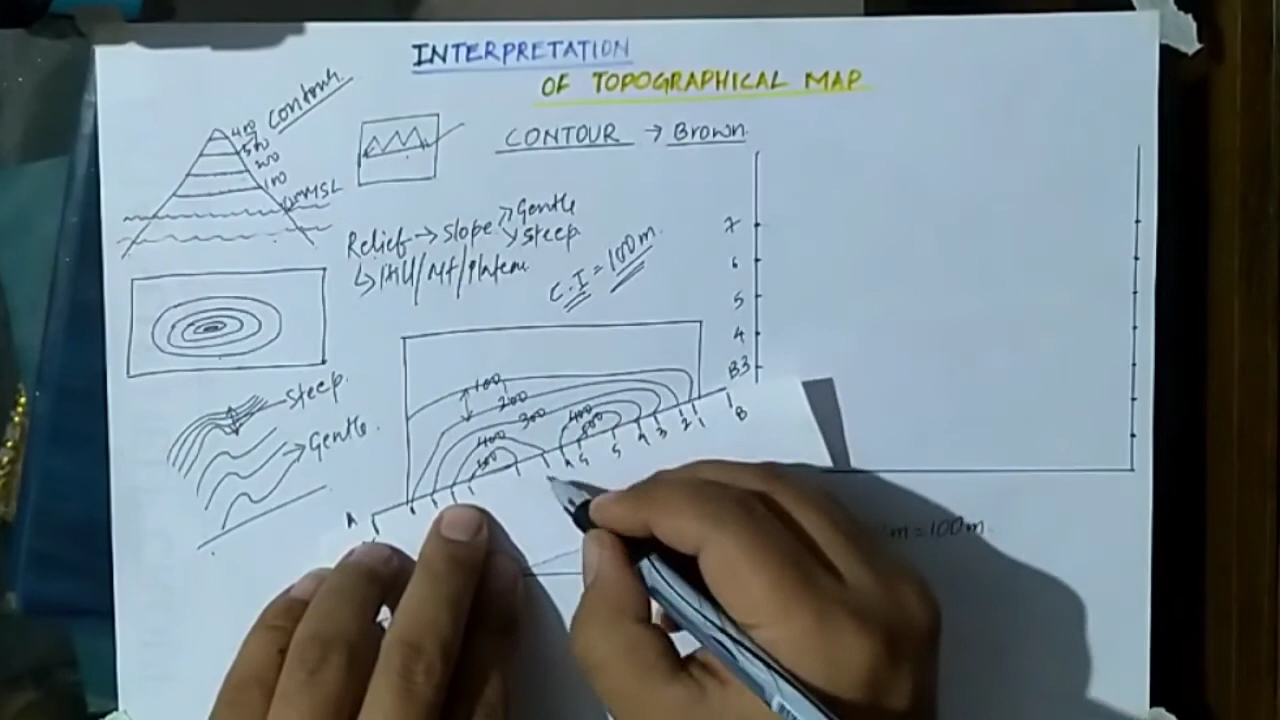 INTERPRETATION
OF TOPOGRAPHICAL MAP
CONTOUR → Brown
Contour
400
300
200
100
MSL
Relief → Slope → Gentle
→ Steep
↳ Hill/Mt/Plateau
C.I = 100m.
Steep
Gentle
100
200
300
400
500
400
500
A
4 5 5 4 3 2 1
B
7
6
5
4
3
B
m = 100m